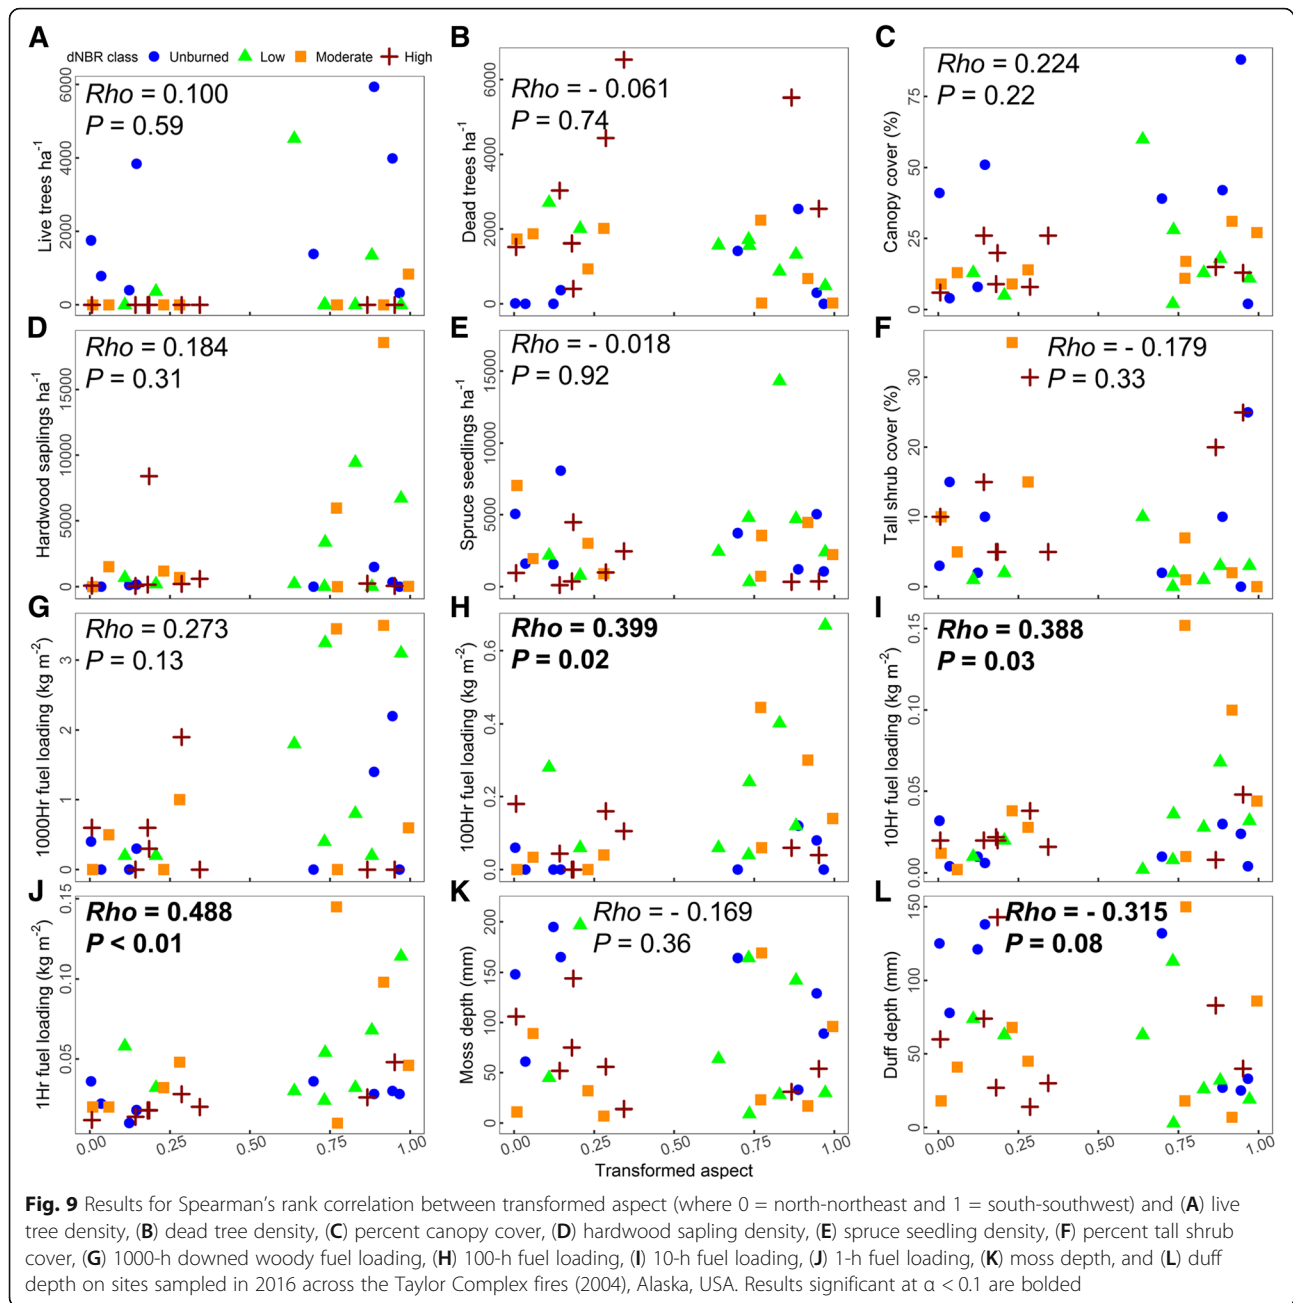 A
dNBR class Unburned Low Moderate High
Rho = 0.100
P = 0.59
Live trees ha⁻¹
0 2000 4000 6000
B
Rho = - 0.061
P = 0.74
Dead trees ha⁻¹
0 2000 4000 6000
C
Rho = 0.224
P = 0.22
Canopy cover (%)
0 25 50 75
D
Rho = 0.184
P = 0.31
Hardwood saplings ha⁻¹
0 5000 10000 15000
E
Rho = - 0.018
P = 0.92
Spruce seedlings ha⁻¹
0 5000 10000 15000
F
Rho = - 0.179
P = 0.33
Tall shrub cover (%)
0 10 20 30
G
Rho = 0.273
P = 0.13
1000Hr fuel loading (kg m⁻²)
0 1 2 3
H
Rho = 0.399
P = 0.02
100Hr fuel loading (kg m⁻²)
0.0 0.2 0.4 0.6
I
Rho = 0.388
P = 0.03
10Hr fuel loading (kg m⁻²)
0.00 0.05 0.10 0.15
J
Rho = 0.488
P < 0.01
1Hr fuel loading (kg m⁻²)
0.05 0.10 0.15
0.00 0.25 0.50 0.75 1.00
K
Rho = - 0.169
P = 0.36
Moss depth (mm)
0 50 100 150 200
0.00 0.25 0.50 0.75 1.00
L
Rho = - 0.315
P = 0.08
Duff depth (mm)
0 50 100 150
0.00 0.25 0.50 0.75 1.00
Transformed aspect
Fig. 9 Results for Spearman's rank correlation between transformed aspect (where 0 = north-northeast and 1 = south-southwest) and (A) live
tree density, (B) dead tree density, (C) percent canopy cover, (D) hardwood sapling density, (E) spruce seedling density, (F) percent tall shrub
cover, (G) 1000-h downed woody fuel loading, (H) 100-h fuel loading, (I) 10-h fuel loading, (J) 1-h fuel loading, (K) moss depth, and (L) duff
depth on sites sampled in 2016 across the Taylor Complex fires (2004), Alaska, USA. Results significant at α < 0.1 are bolded